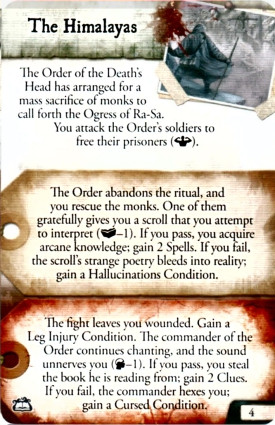 The Himalayas
The Order of the Death's
Head has arranged for a
mass sacrifice of monks to
call forth the Ogress of Ra-Sa.
You attack the Order's soldiers to
free their prisoners ( ).
The Order abandons the ritual, and
you rescue the monks. One of them
gratefully gives you a scroll that you attempt
to interpret ( –1). If you pass, you acquire
arcane knowledge; gain 2 Spells. If you fail,
the scroll's strange poetry bleeds into reality;
gain a Hallucinations Condition.
The fight leaves you wounded. Gain a
Leg Injury Condition. The commander of the
Order continues chanting, and the sound
unnerves you ( –1). If you pass, you steal
the book he is reading from; gain 2 Clues.
If you fail, the commander hexes you;
gain a Cursed Condition.
4